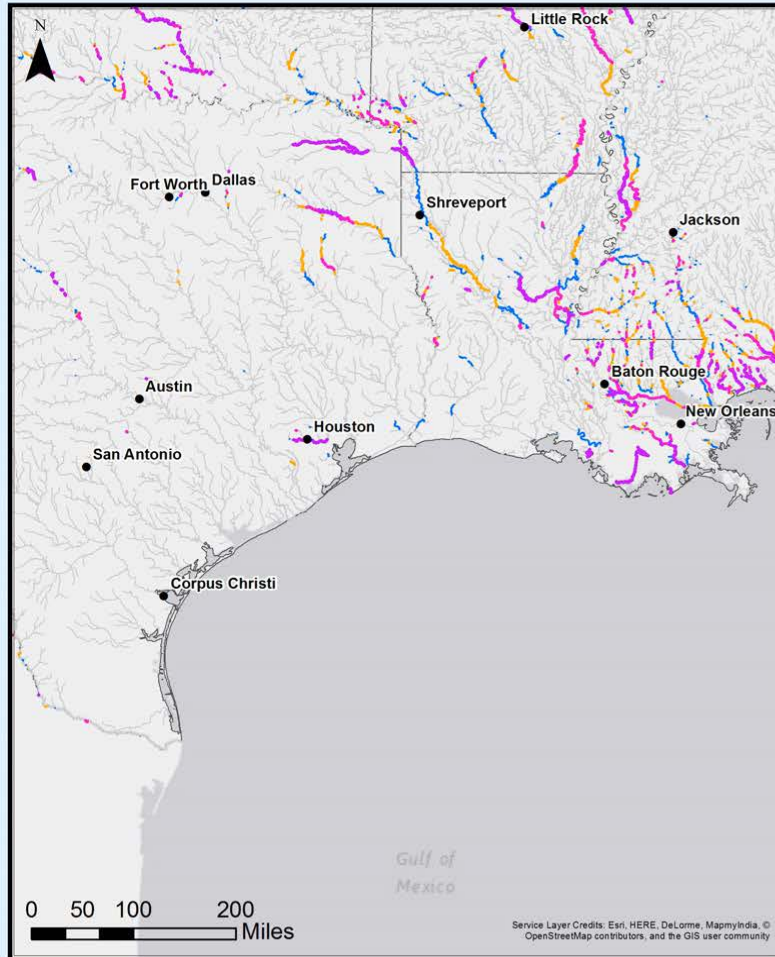 N
Little Rock
Fort Worth
Dallas
Shreveport
Jackson
Baton Rouge
Austin
New Orleans
Houston
San Antonio
Corpus Christi
Gulf of
Mexico
0 50 100 200
Miles
Service Layer Credits: Esri, HERE, DeLorme, MapmyIndia, ©
OpenStreetMap contributors, and the GIS user community